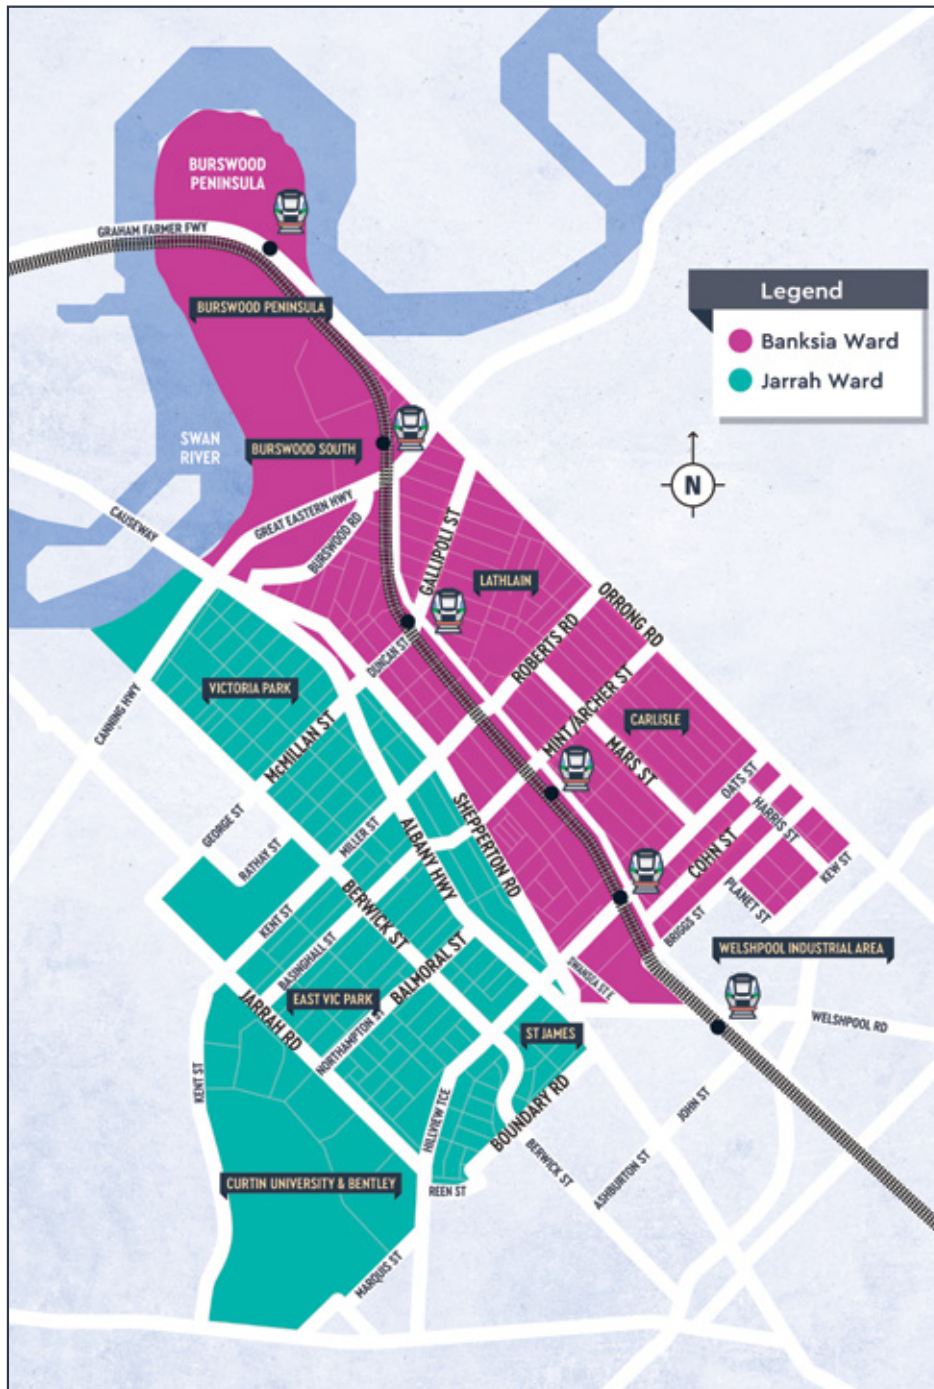 BURSWOOD
PENINSULA
GRAHAM FARMER FWY
BURSWOOD PENINSULA
Legend
Banksia Ward
Jarrah Ward
SWAN
RIVER
BURSWOOD SOUTH
N
CAUSEWAY
GREAT EASTERN HWY
BURSWOOD RD
GALLIPOLI ST
LATHLAIN
ORRONG RD
ROBERTS RD
DUNCAN ST
VICTORIA PARK
CANNING HWY
McMILLAN ST
MINT/ARCHER ST
CARLISLE
MARS ST
OATS ST
HARRIS ST
GEORGE ST
RATHAY ST
MILLER ST
ALBANY HWY
SHEPPERTON RD
COHN ST
KEW ST
PLANET ST
BRIGGS ST
KENT ST
BERWICK ST
BASINGHALL ST
BALMORAL ST
WELSHPOOL INDUSTRIAL AREA
SWANSEA ST E
EAST VIC PARK
JARRAH RD
NORTHAMPTON ST
ST JAMES
WELSHPOOL RD
KENT ST
HILLVIEW TCE
BOUNDARY RD
JOHN ST
BERWICK ST
ASHBURTON ST
CURTIN UNIVERSITY & BENTLEY
REEN ST
MARQUIS ST